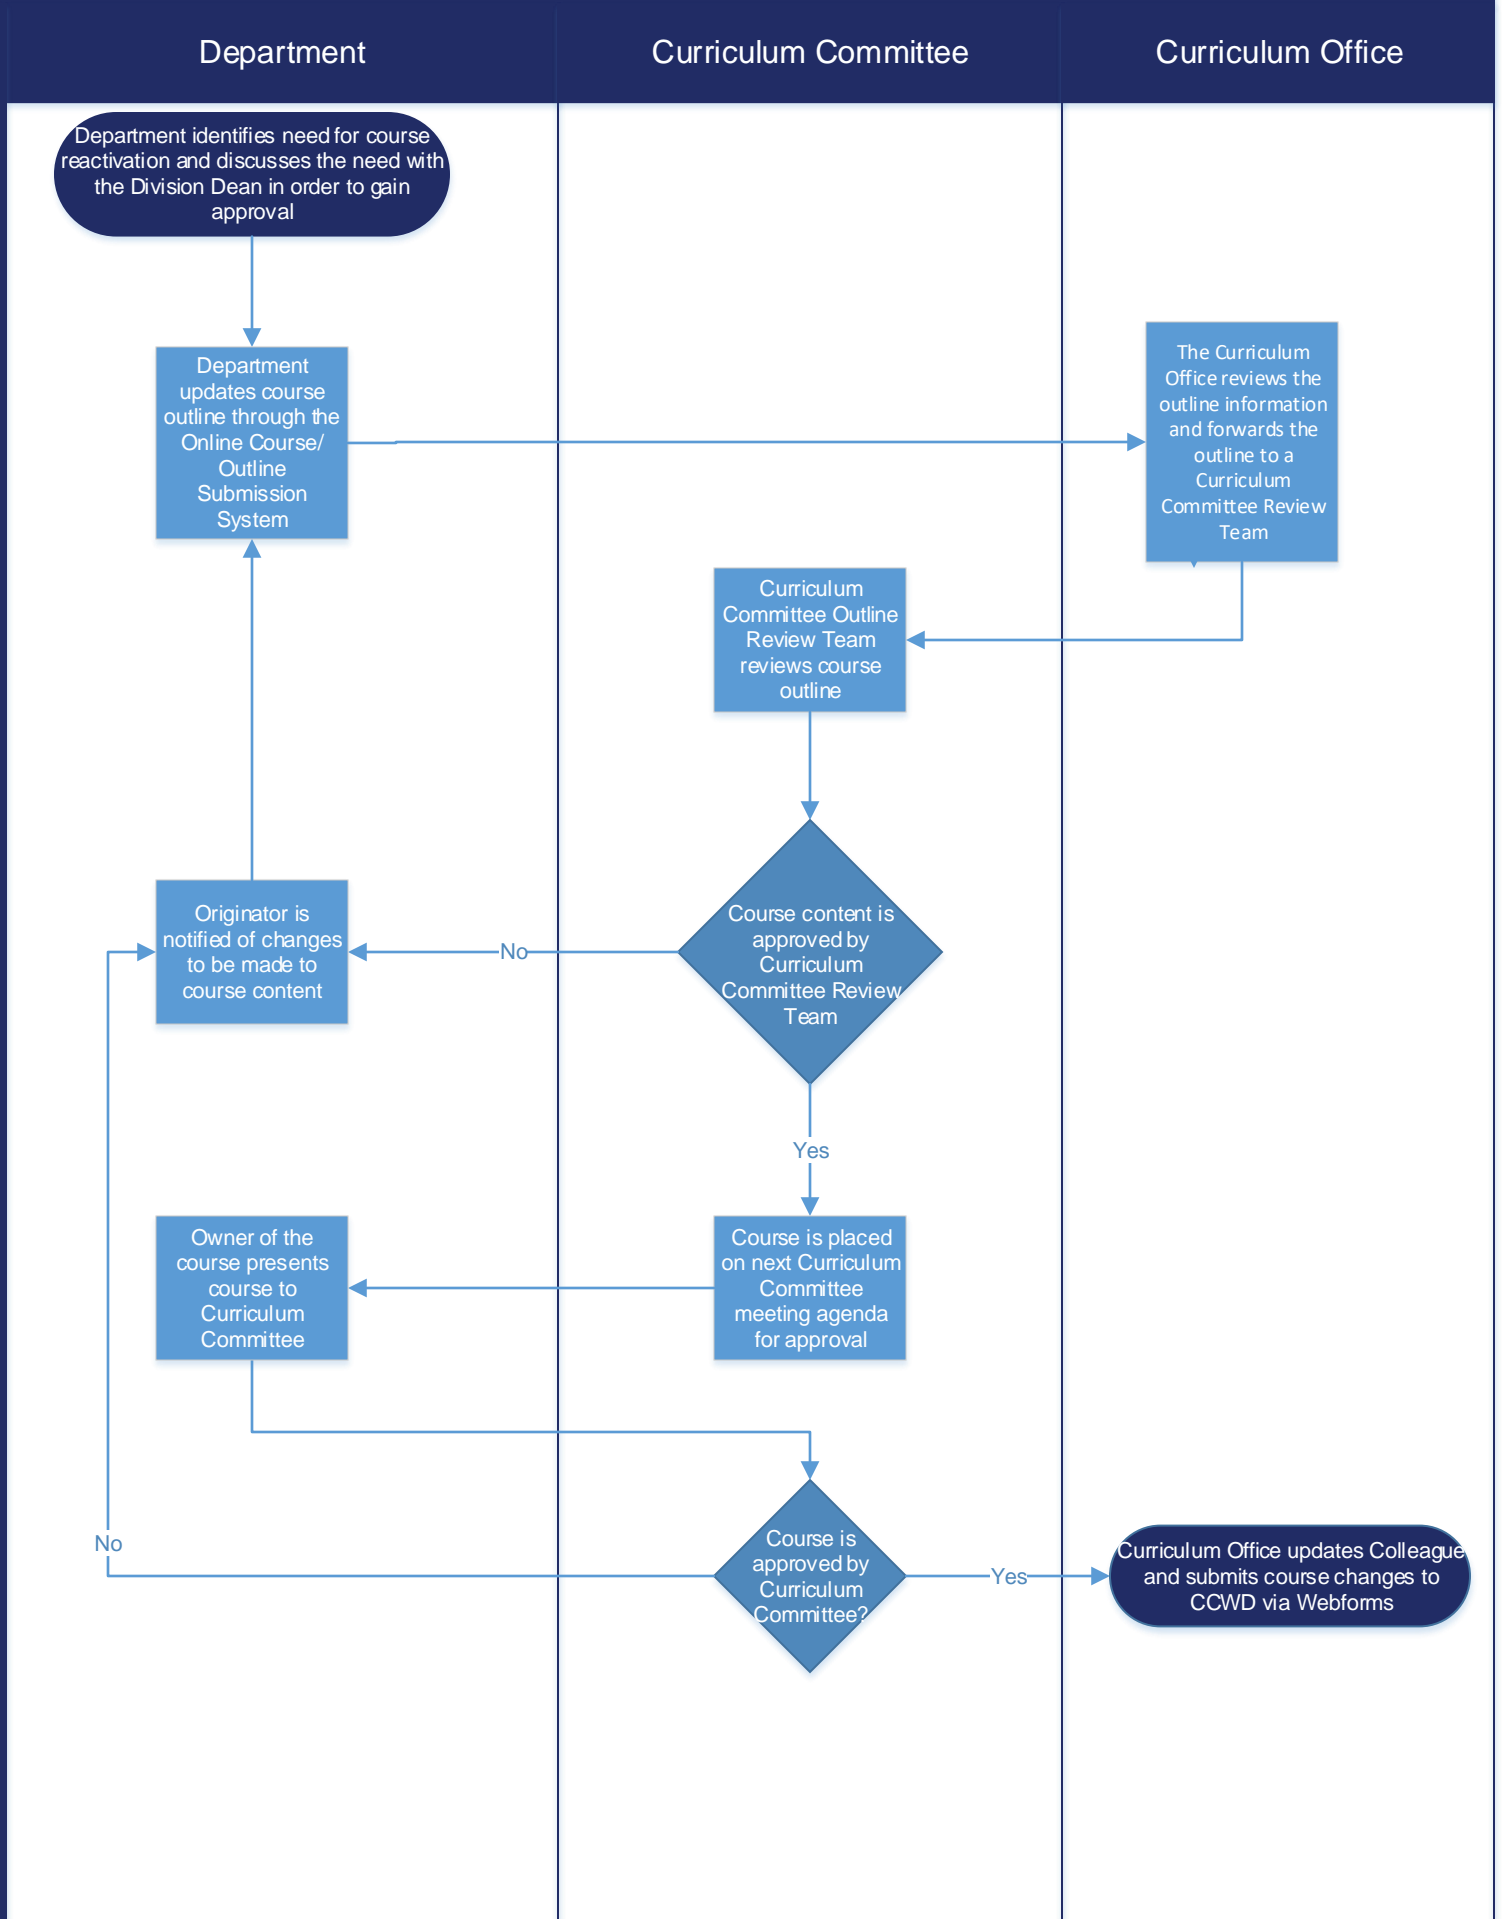 Department
Curriculum Committee
Curriculum Office
Department identifies need for course
reactivation and discusses the need with
the Division Dean in order to gain
approval
Department
updates course
outline through the
Online Course/
Outline
Submission
System
The Curriculum
Office reviews the
outline information
and forwards the
outline to a
Curriculum
Committee Review
Team
Curriculum
Committee Outline
Review Team
reviews course
outline
Originator is
notified of changes
to be made to
course content
No
Course content is
approved by
Curriculum
Committee Review
Team
Yes
Owner of the
course presents
course to
Curriculum
Committee
Course is placed
on next Curriculum
Committee
meeting agenda
for approval
No
Course is
approved by
Curriculum
Committee?
Yes
Curriculum Office updates Colleague
and submits course changes to
CCWD via Webforms